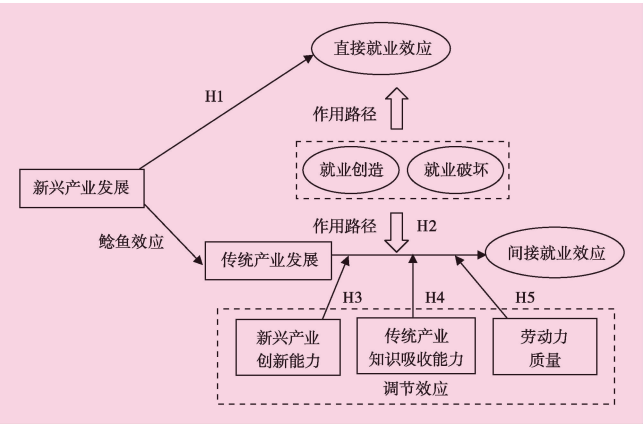 直接就业效应
H1
作用路径
就业创造
就业破坏
新兴产业发展
作用路径
H2
鲶鱼效应
传统产业发展
间接就业效应
H3
H4
H5
新兴产业
创新能力
传统产业
知识吸收能力
劳动力
质量
调节效应